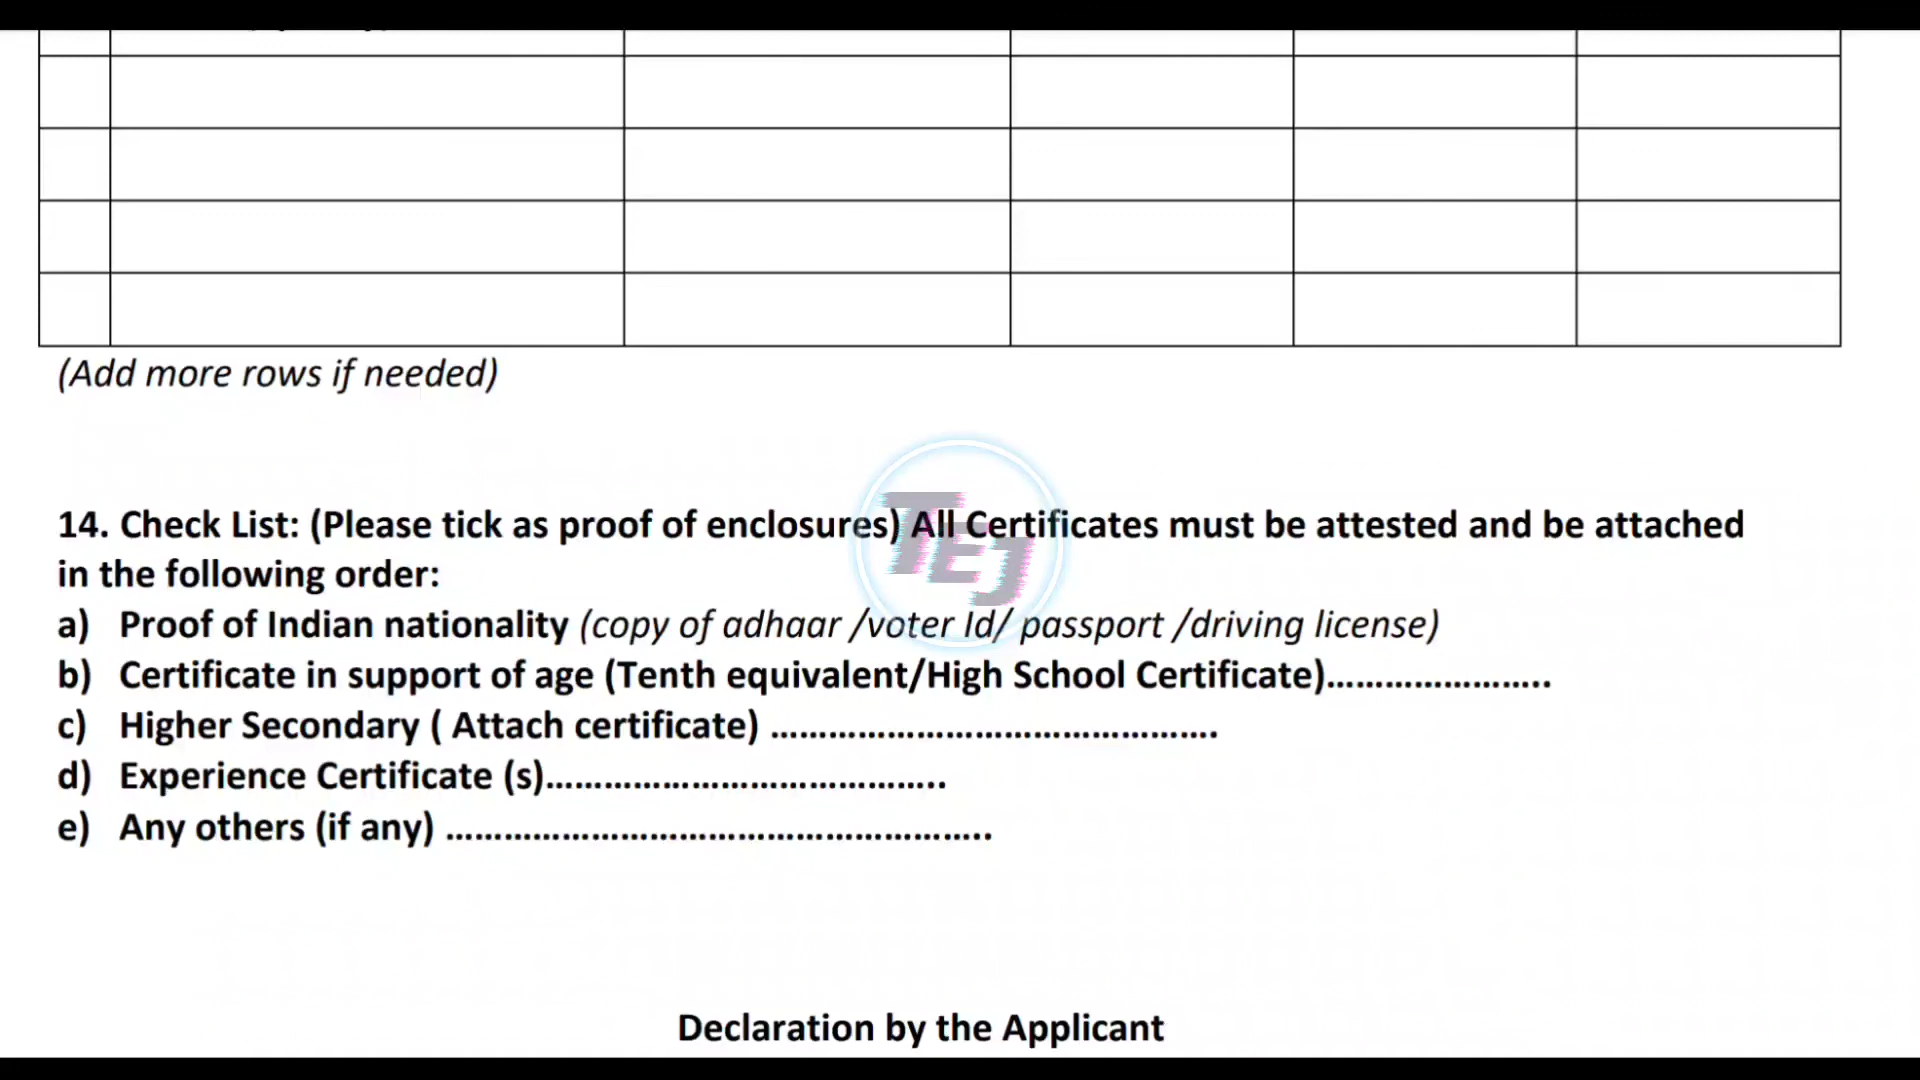 (Add more rows if needed)
14. Check List: (Please tick as proof of enclosures) All Certificates must be attested and be attached
in the following order:
a) Proof of Indian nationality (copy of adhaar /voter Id/ passport /driving license)
b) Certificate in support of age (Tenth equivalent/High School Certificate)…………………..
c) Higher Secondary ( Attach certificate) ……………………………………….
d) Experience Certificate (s)…………………………………..
e) Any others (if any) ………………………………………………..
TEJ
Declaration by the Applicant